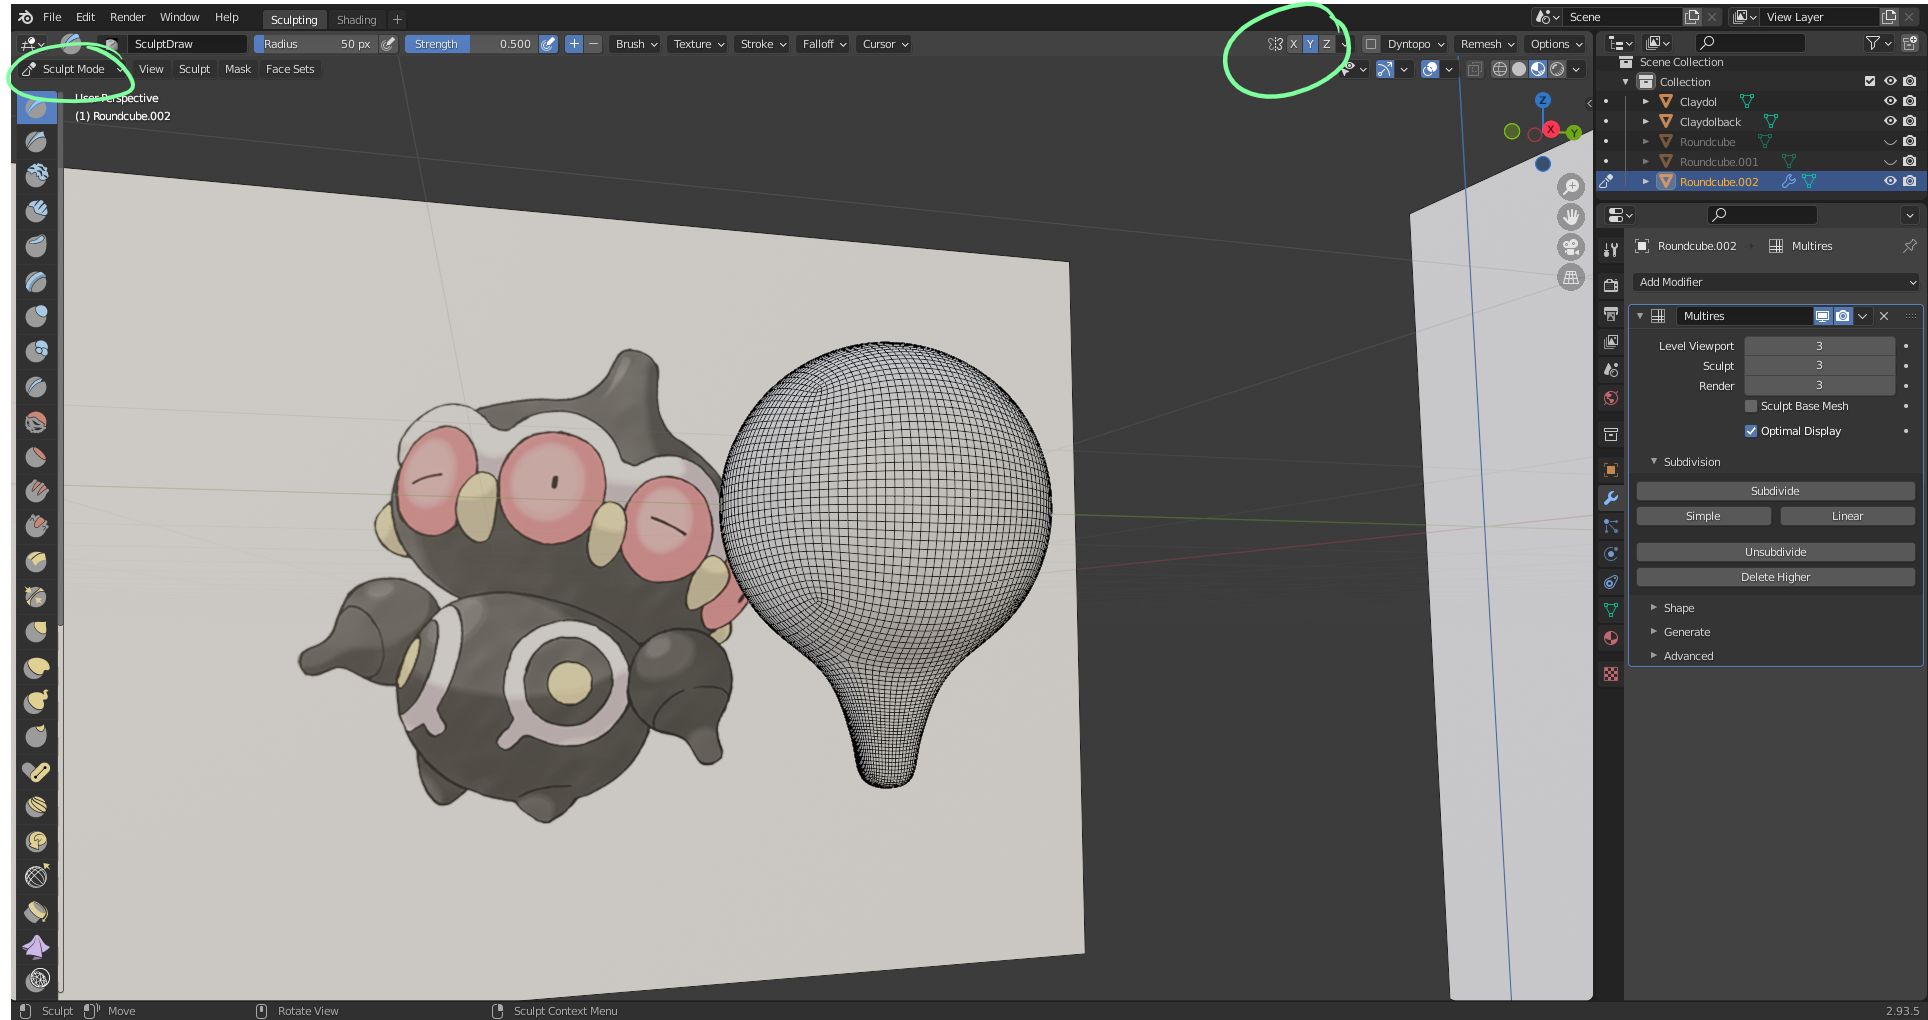 File Edit Render Window Help Sculpting Shading + Scene View Layer
SculptDraw Radius 50 px Strength 0.500 + − Brush Texture Stroke Falloff Cursor X Y Z Dyntopo Remesh Options
Sculpt Mode View Sculpt Mask Face Sets
User Perspective
(1) Roundcube.002
Z
X
Y
Scene Collection
Collection
Claydol
Claydolback
Roundcube
Roundcube.001
Roundcube.002
Roundcube.002 Multires
Add Modifier
Multires
Level Viewport 3
Sculpt 3
Render 3
Sculpt Base Mesh
Optimal Display
Subdivision
Subdivide
Simple Linear
Unsubdivide
Delete Higher
Shape
Generate
Advanced
Sculpt Move Rotate View Sculpt Context Menu 2.93.5